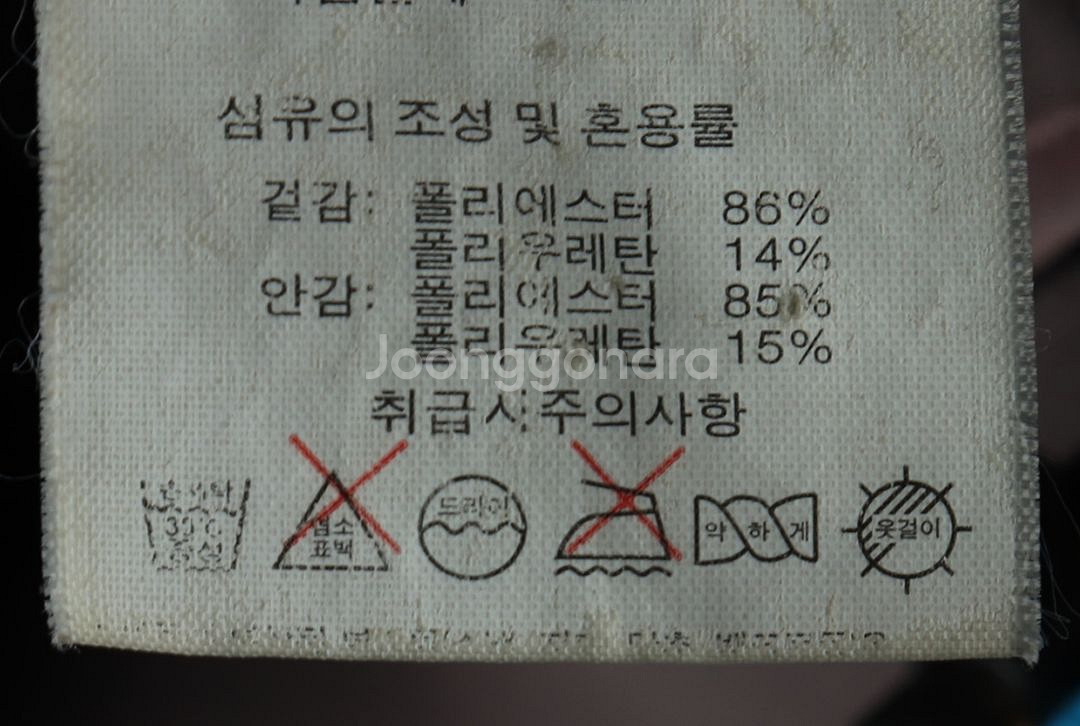 섬유의 조성 및 혼용률
겉감: 폴리에스터 86%
폴리우레탄 14%
안감: 폴리에스터 85%
폴리우레탄 15%
Joonggonara
취급시주의사항
30℃ 중성
염소 표백
드라이
약하게
옷걸이